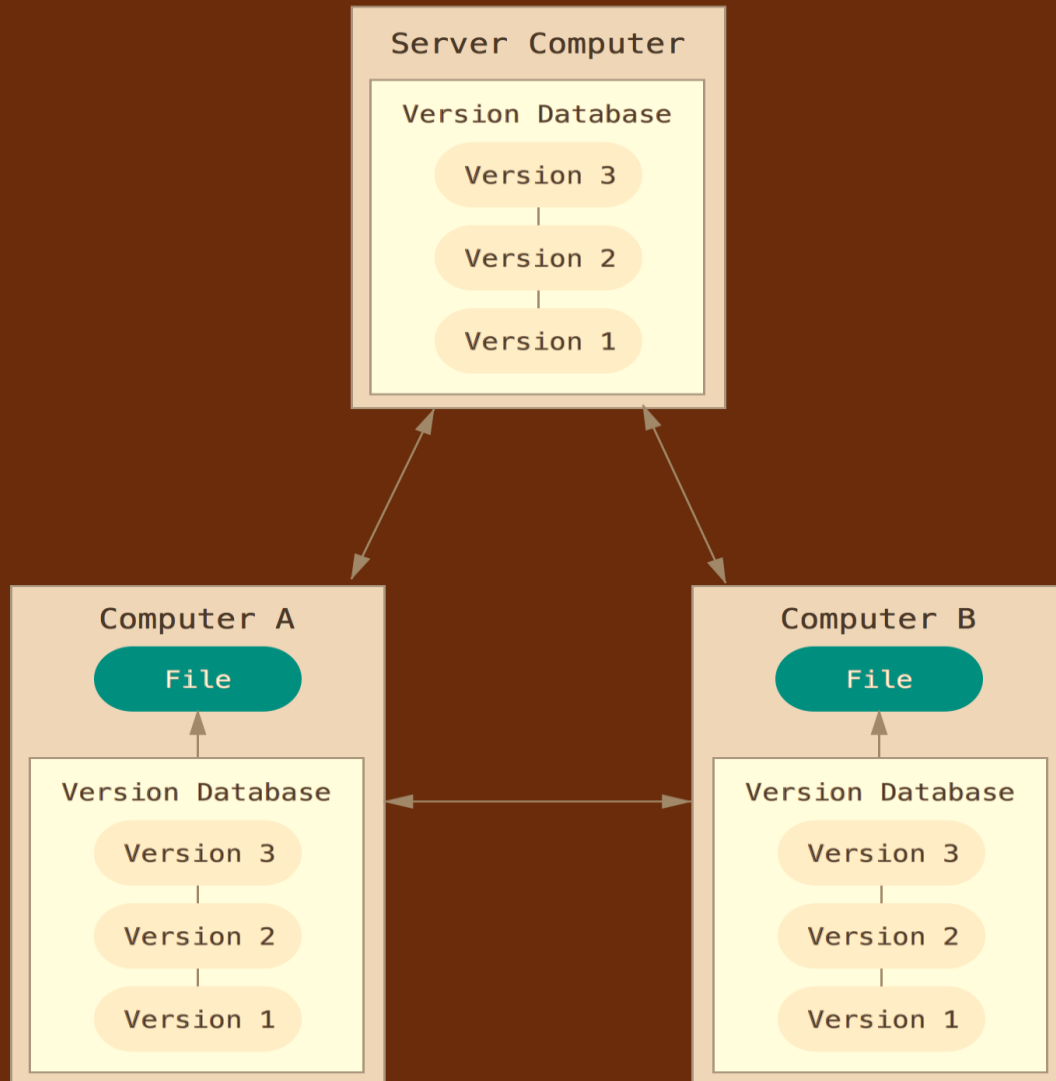 Server Computer
Version Database
Version 3
Version 2
Version 1
Computer A
File
Version Database
Version 3
Version 2
Version 1
Computer B
File
Version Database
Version 3
Version 2
Version 1